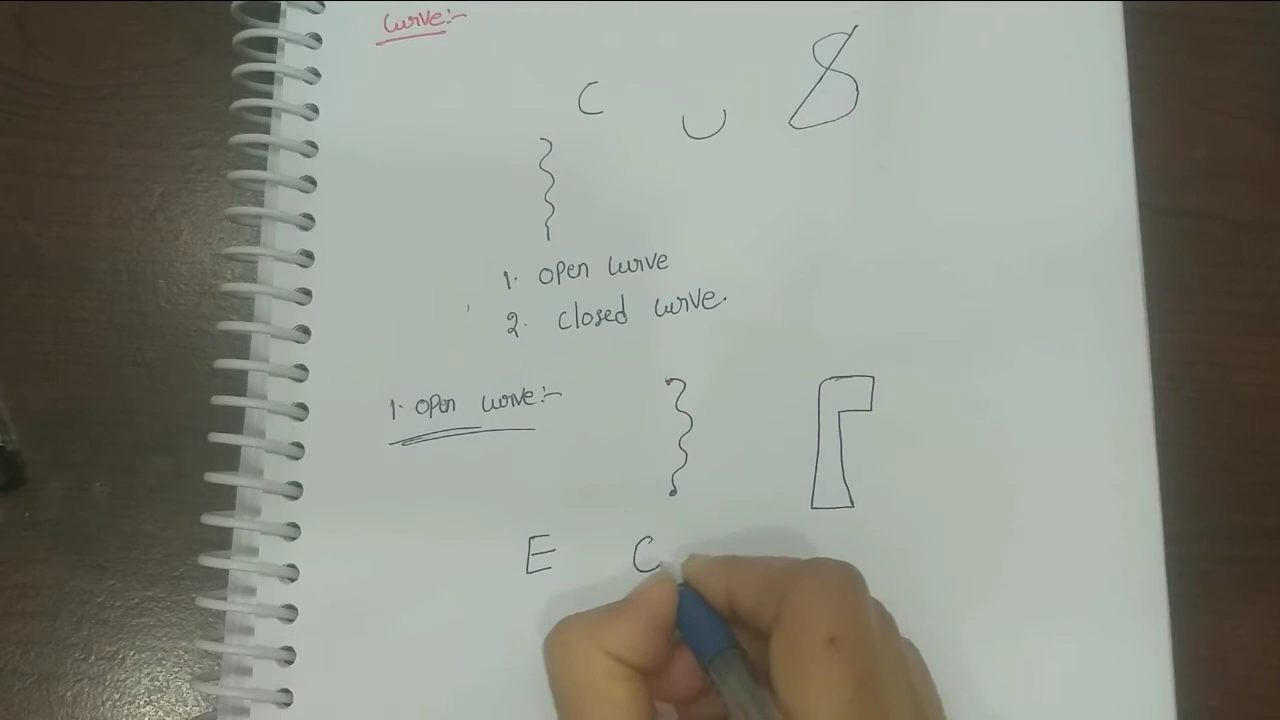 Curve:-
C
1. open curve
2. closed curve.
1. open curve:-
E C